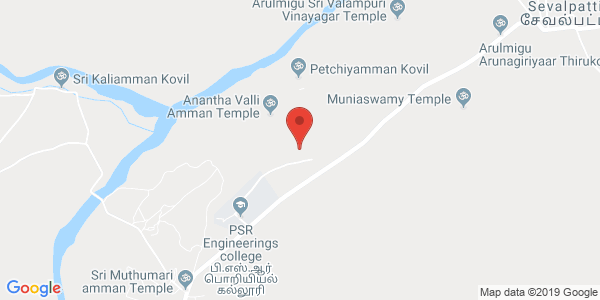 Arulmigu Sri Valampuri
Vinayagar Temple
Sevalpatti
சேவல்பட்
Arulmigu
Arunagiriyaar Thiruko
Petchiyamman Kovil
Sri Kaliamman Kovil
Anantha Valli
Amman Temple
Muniaswamy Temple
PSR
Engineerings
college
பி.எஸ்.ஆர்
பொறியியல்
கல்லூரி
Sri Muthumari
amman Temple
Google
Map data ©2019 Google